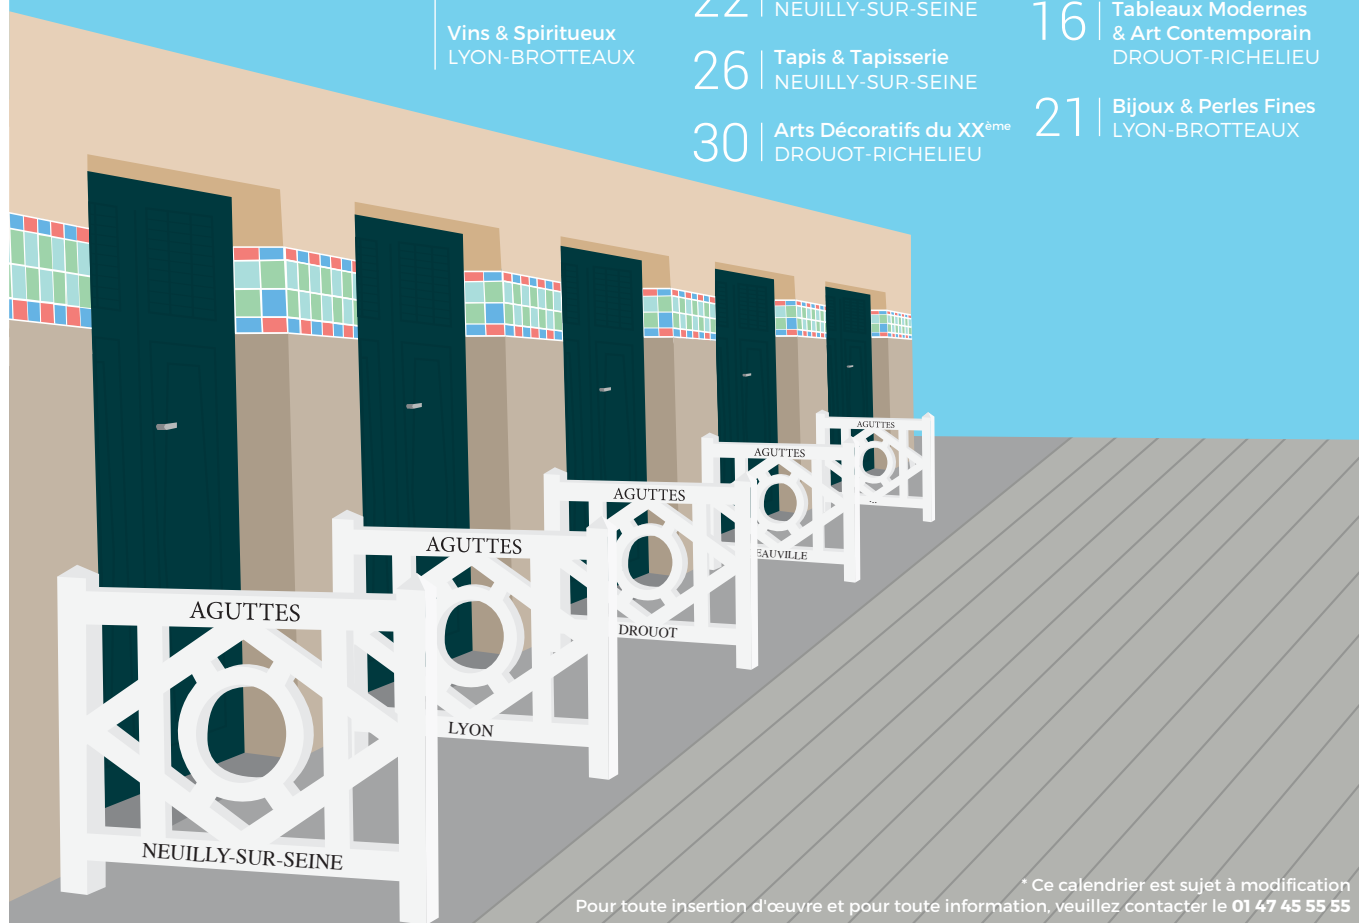 Vins & Spiritueux
LYON-BROTTEAUX
22
NEUILLY-SUR-SEINE
26
Tapis & Tapisserie
NEUILLY-SUR-SEINE
30
Arts Décoratifs du XXème
DROUOT-RICHELIEU
16
Tableaux Modernes
& Art Contemporain
DROUOT-RICHELIEU
21
Bijoux & Perles Fines
LYON-BROTTEAUX
AGUTTES
...
AGUTTES
EAUVILLE
AGUTTES
DROUOT
AGUTTES
LYON
AGUTTES
NEUILLY-SUR-SEINE
* Ce calendrier est sujet à modification
Pour toute insertion d'œuvre et pour toute information, veuillez contacter le 01 47 45 55 55